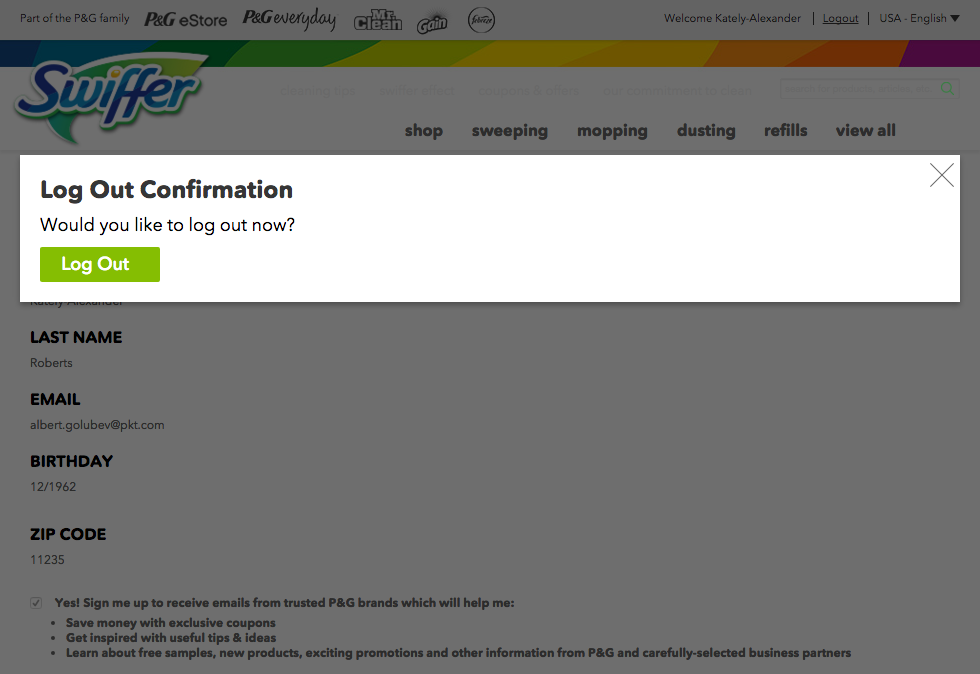 Part of the P&G family P&G eStore P&G everyday Mr. Clean Gain febreze Welcome Kately-Alexander | Logout | USA - English
Swiffer
cleaning tips swiffer effect coupons & offers our commitment to clean
shop sweeping mopping dusting refills view all
Log Out Confirmation
Would you like to log out now?
Log Out
Kately-Alexander
LAST NAME
Roberts
EMAIL
albert.golubev@pkt.com
BIRTHDAY
12/1962
ZIP CODE
11235
Yes! Sign me up to receive emails from trusted P&G brands which will help me:
• Save money with exclusive coupons
• Get inspired with useful tips & ideas
• Learn about free samples, new products, exciting promotions and other information from P&G and carefully-selected business partners